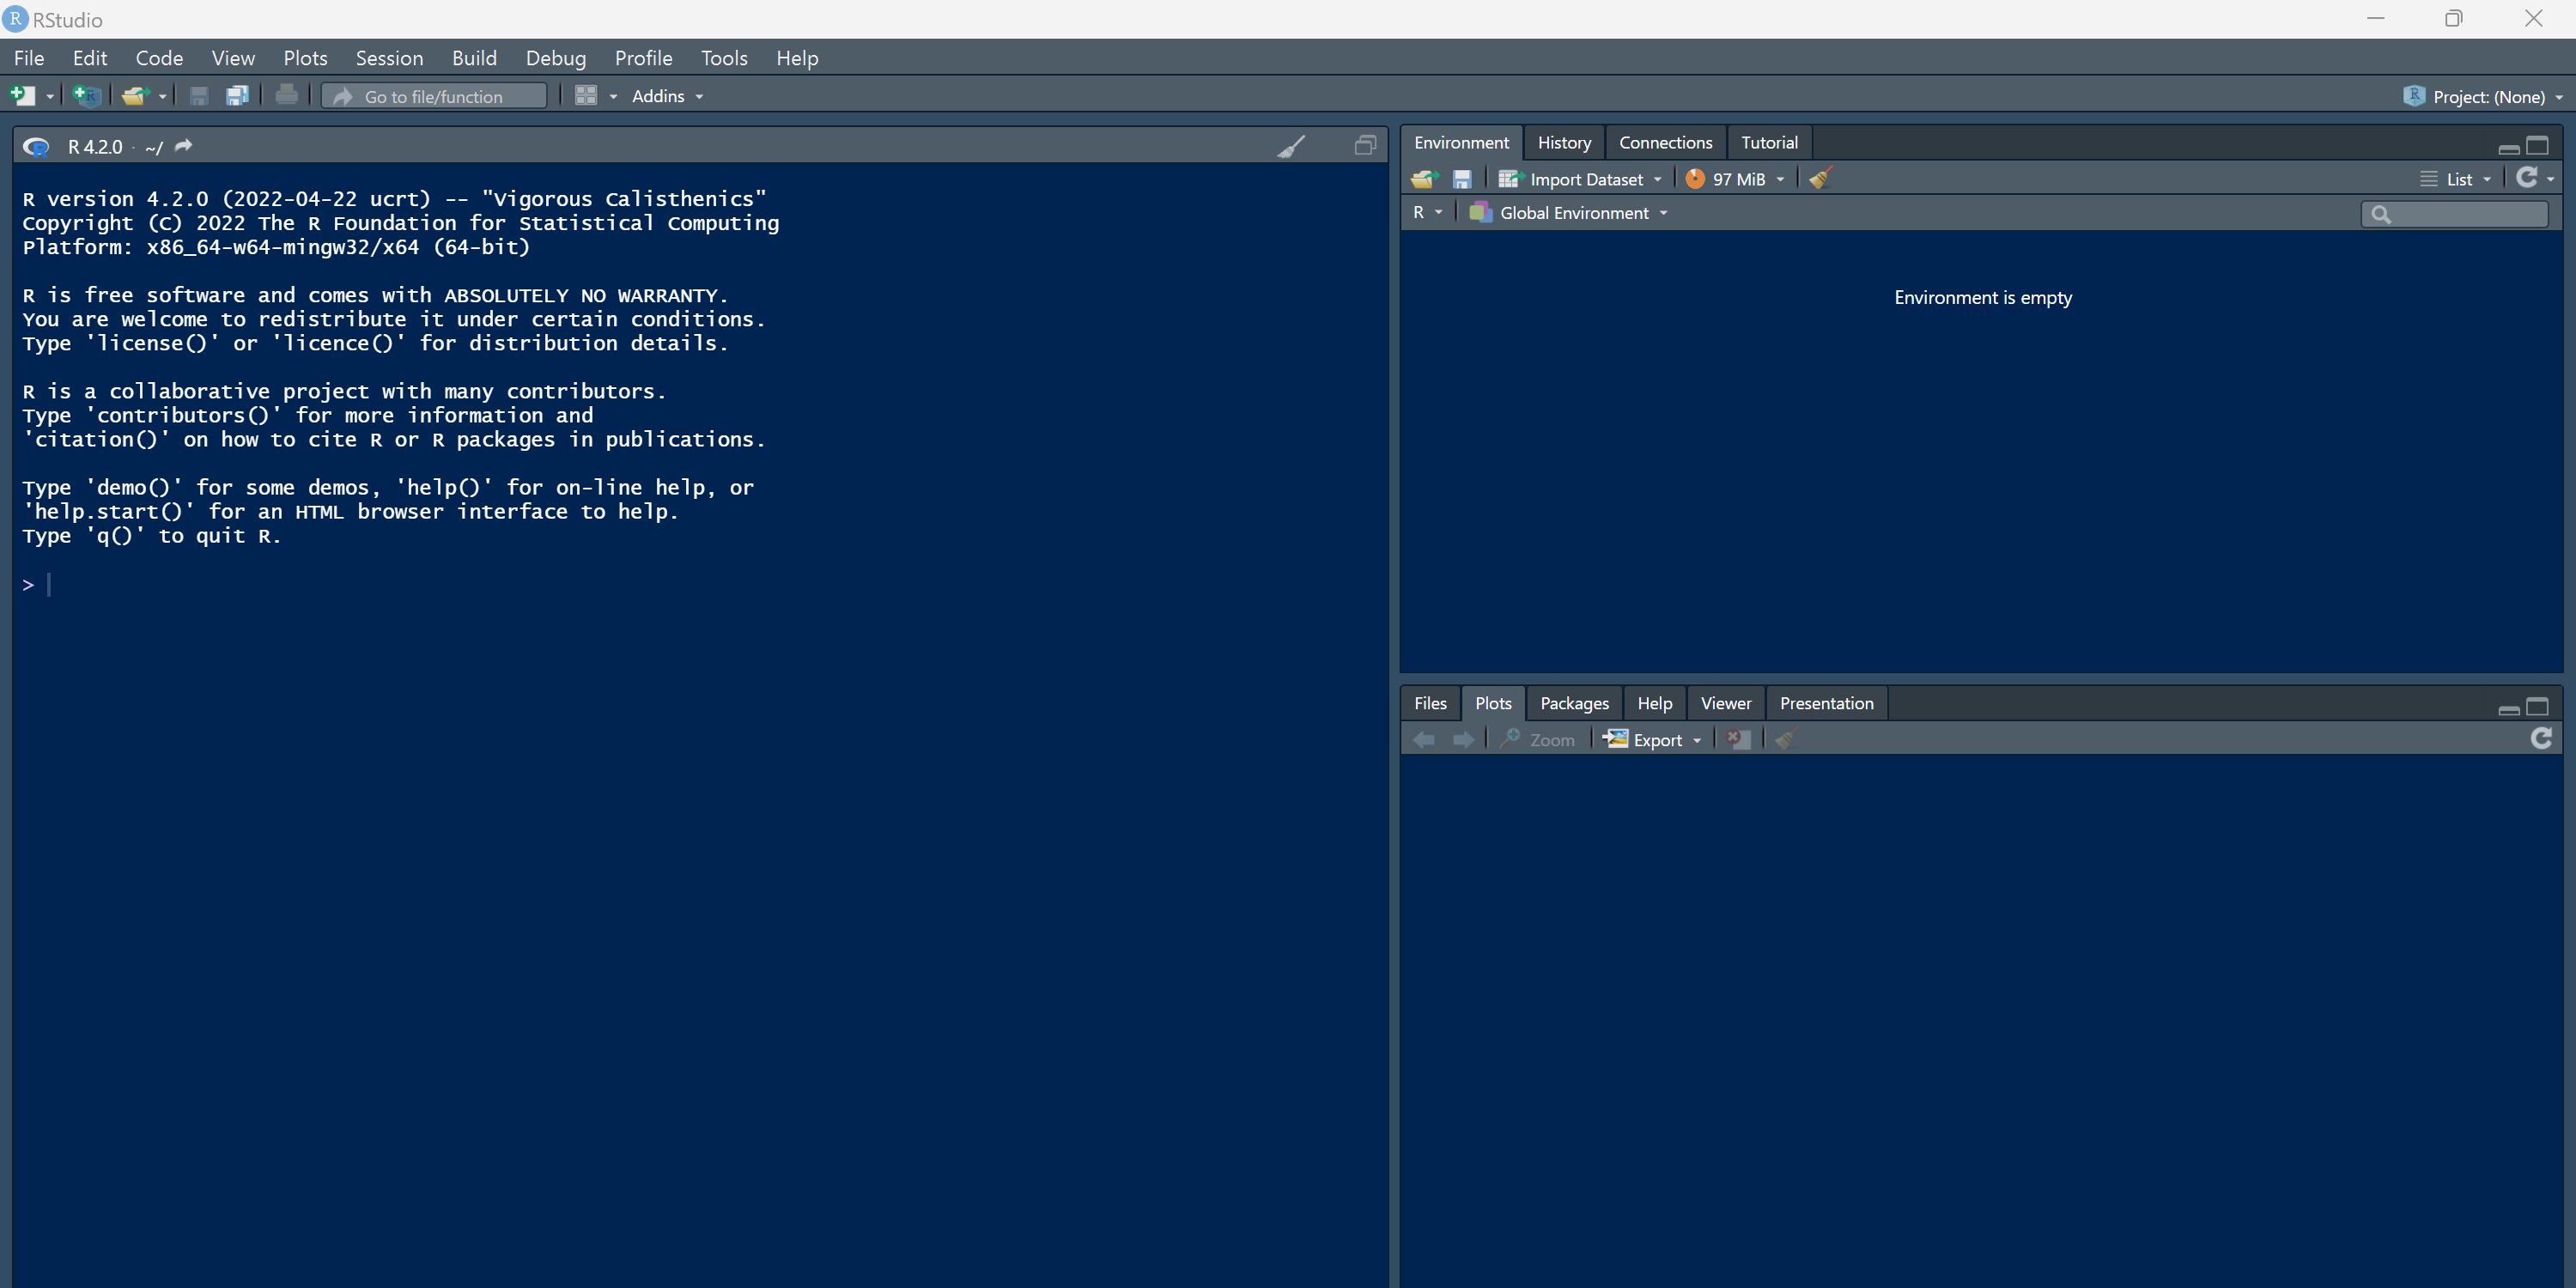 R RStudio
File Edit Code View Plots Session Build Debug Profile Tools Help
Go to file/function Addins R Project: (None)
R R 4.2.0 · ~/
R version 4.2.0 (2022-04-22 ucrt) -- "Vigorous Calisthenics"
Copyright (C) 2022 The R Foundation for Statistical Computing
Platform: x86_64-w64-mingw32/x64 (64-bit)
R is free software and comes with ABSOLUTELY NO WARRANTY.
You are welcome to redistribute it under certain conditions.
Type 'license()' or 'licence()' for distribution details.
R is a collaborative project with many contributors.
Type 'contributors()' for more information and
'citation()' on how to cite R or R packages in publications.
Type 'demo()' for some demos, 'help()' for on-line help, or
'help.start()' for an HTML browser interface to help.
Type 'q()' to quit R.
>
Environment History Connections Tutorial
Import Dataset 97 MiB List
R Global Environment
Environment is empty
Files Plots Packages Help Viewer Presentation
Zoom Export